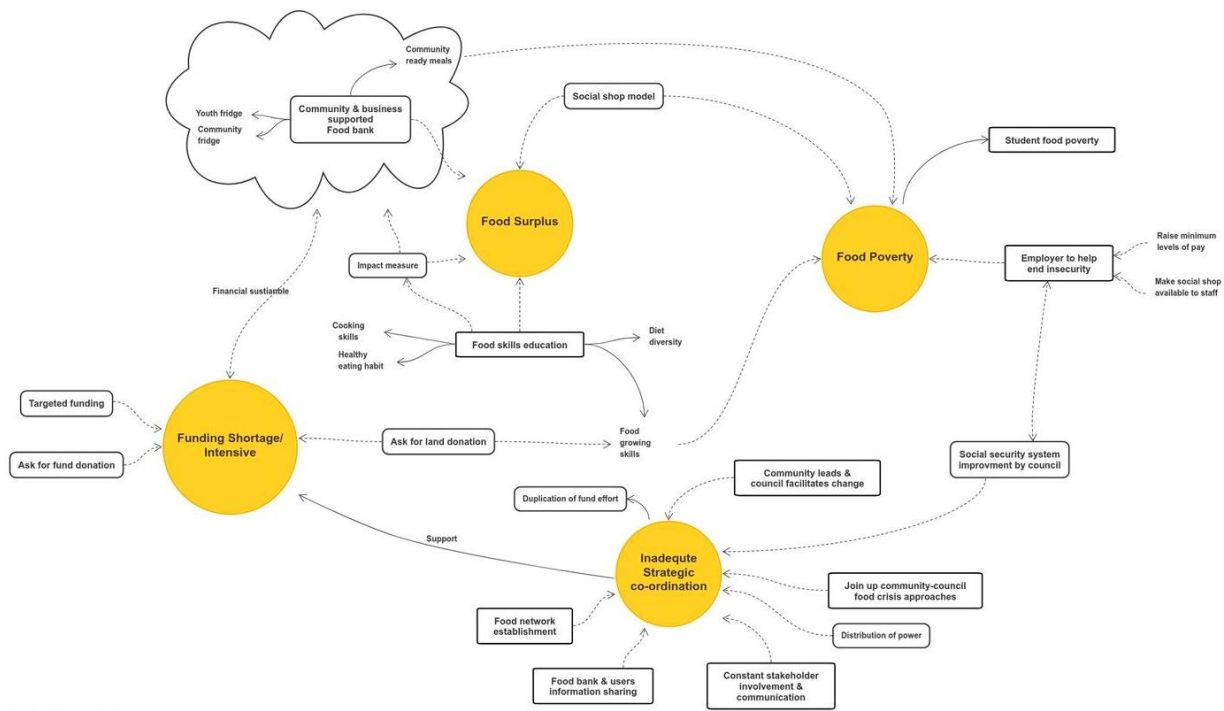 Community
ready meals
Youth fridge
Community
fridge
Community & business
supported
Food bank
Social shop model
Student food poverty
Food Surplus
Food Poverty
Raise minimum
levels of pay
Employer to help
end insecurity
Make social shop
available to staff
Impact measure
Financial sustianble
Cooking
skills
Healthy
eating habit
Food skills education
Diet
diversity
Targeted funding
Ask for fund donation
Funding Shortage/
Intensive
Ask for land donation
Food
growing
skills
Social security system
improvment by council
Community leads &
council facilitates change
Duplication of fund effort
Support
Inadequte
Strategic
co-ordination
Join up community-council
food crisis approaches
Food network
establishment
Distribution of power
Food bank & users
information sharing
Constant stakeholder
involvement &
communication